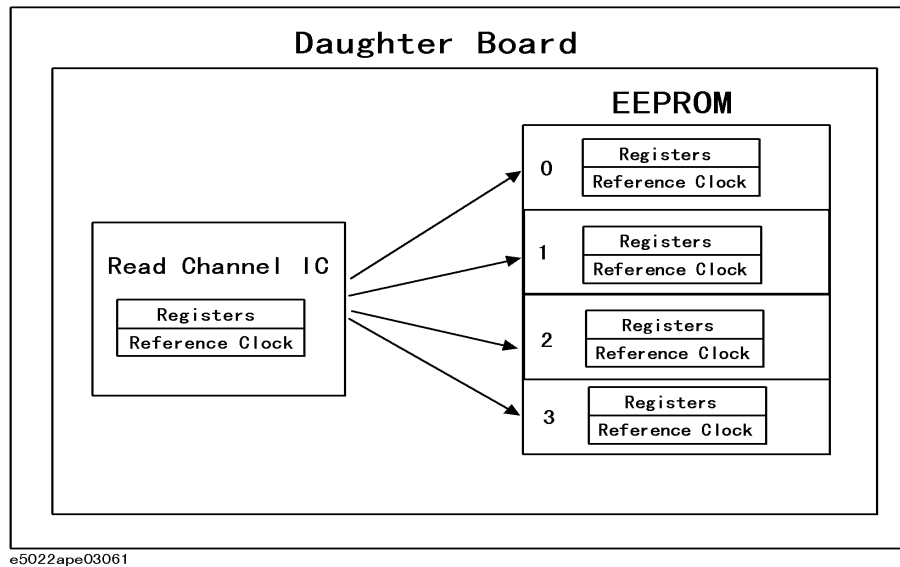 Daughter Board
EEPROM
Read Channel IC
Registers
Reference Clock
0
Registers
Reference Clock
1
Registers
Reference Clock
2
Registers
Reference Clock
3
Registers
Reference Clock
e5022ape03061